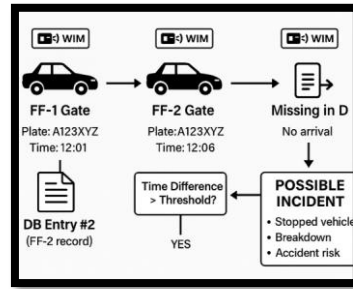 WIM
WIM
WIM
FF-1 Gate
Plate: A123XYZ
Time: 12:01
FF-2 Gate
Plate:A123XYZ
Time: 12:06
Missing in D
No arrival
DB Entry #2
(FF-2 record)
Time Difference
> Threshold?
YES
POSSIBLE
INCIDENT
• Stopped vehicle
• Breakdown
• Accident risk